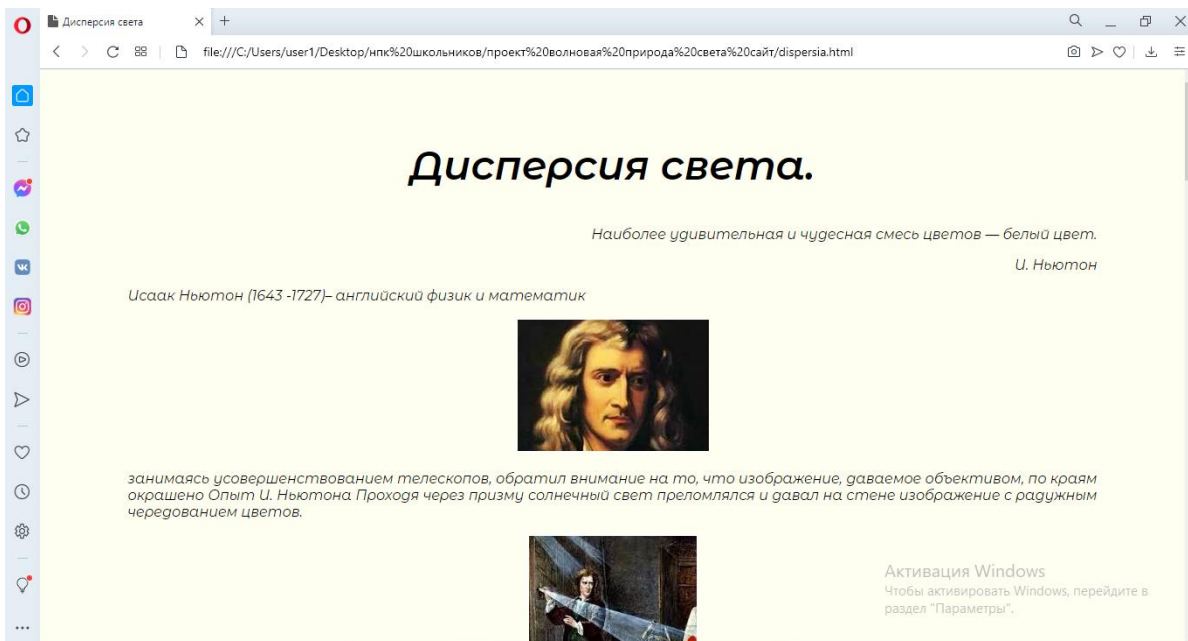 Дисперсия света
file:///C:/Users/user1/Desktop/нпк%20школьников/проект%20волновая%20природа%20света%20сайт/dispersia.html
Дисперсия света.
Наиболее удивительная и чудесная смесь цветов — белый цвет.
И. Ньютон
Исаак Ньютон (1643 -1727)– английский физик и математик
занимаясь усовершенствованием телескопов, обратил внимание на то, что изображение, даваемое объективом, по краям
окрашено Опыт И. Ньютона Проходя через призму солнечный свет преломлялся и давал на стене изображение с радужным
чередованием цветов.
Активация Windows
Чтобы активировать Windows, перейдите в
раздел "Параметры".